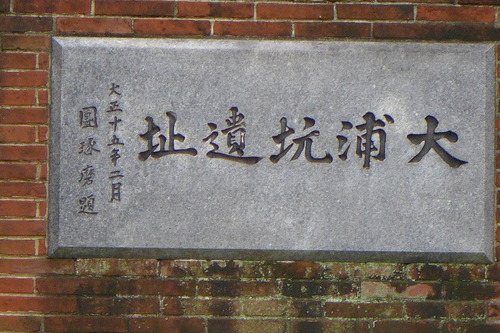 大浦坑遺址
大正十五年二月
團琢磨題